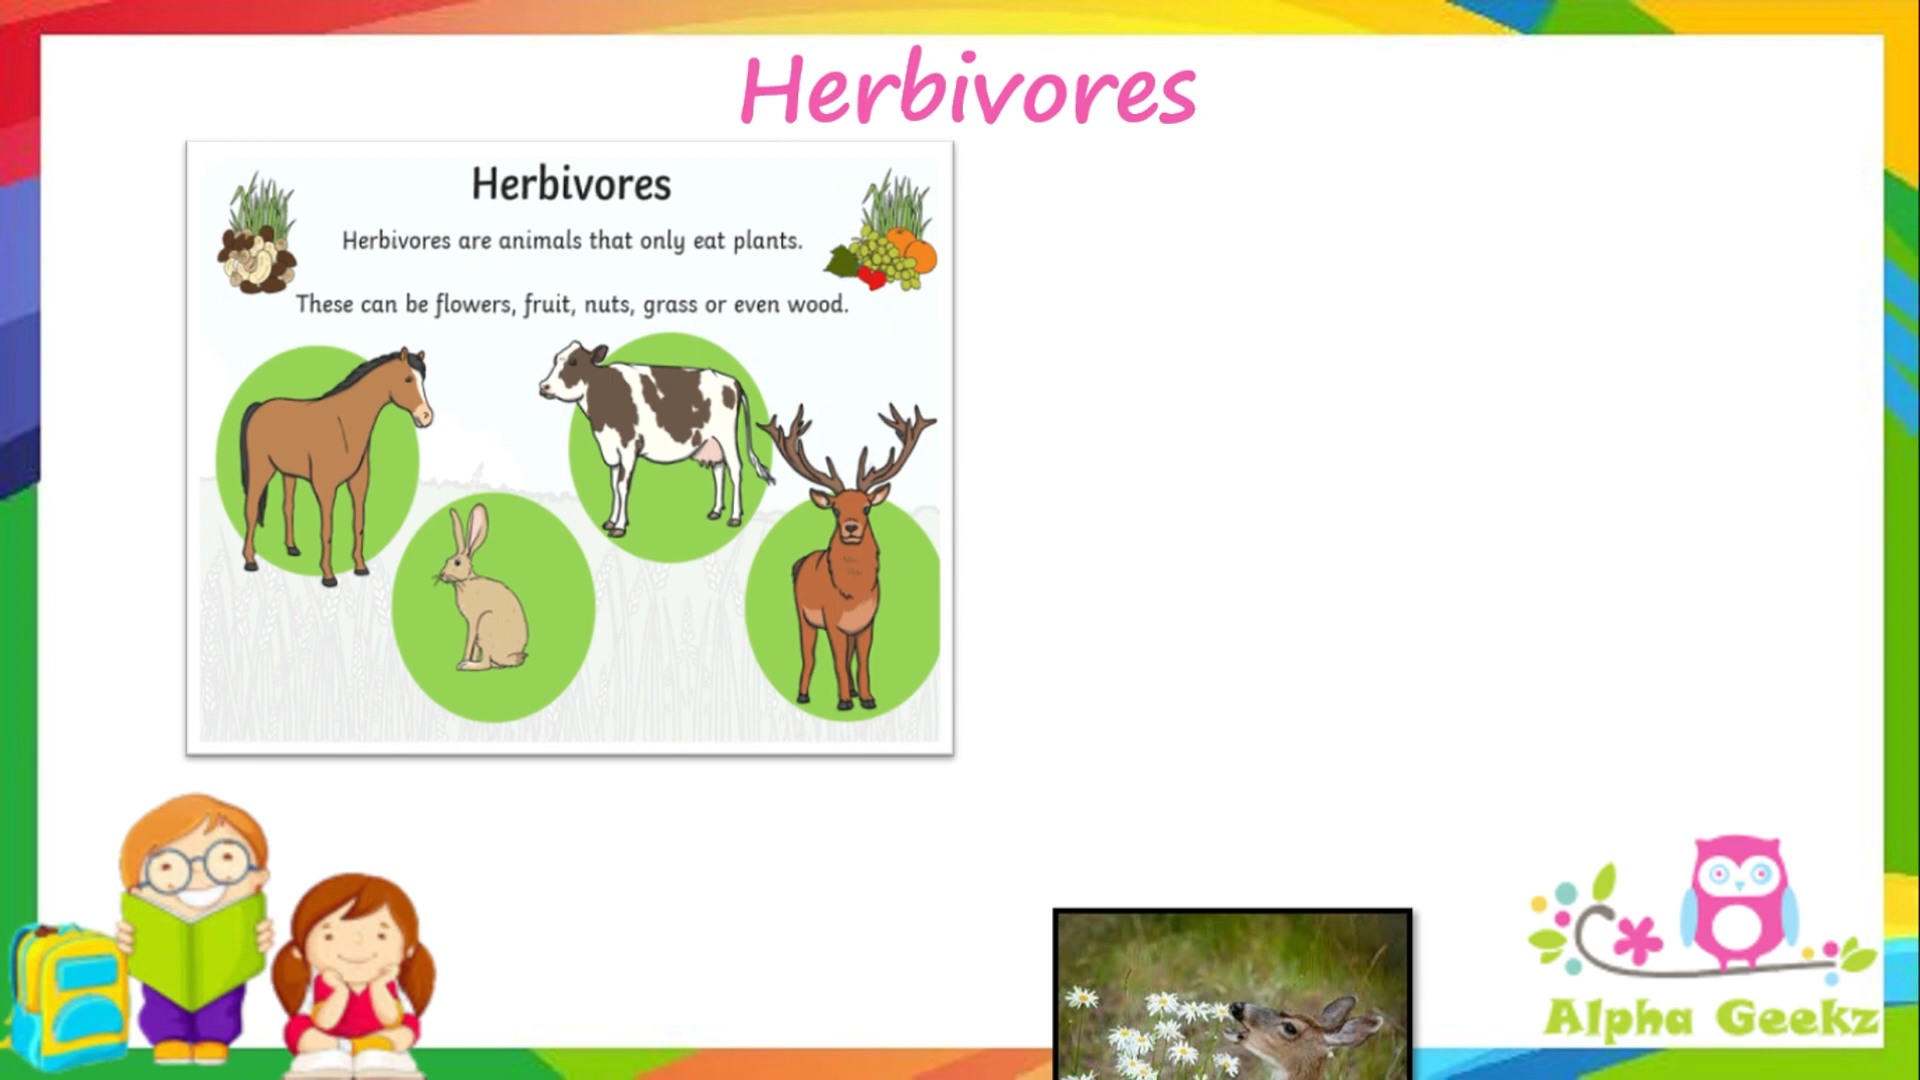 Herbivores
Herbivores
Herbivores are animals that only eat plants.
These can be flowers, fruit, nuts, grass or even wood.
Alpha Geekz